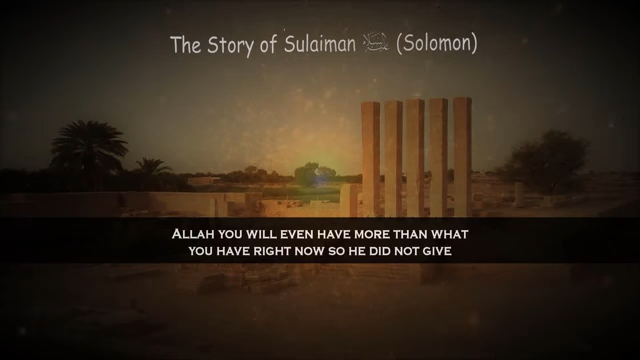 The Story of Sulaiman (Solomon)
ALLAH YOU WILL EVEN HAVE MORE THAN WHAT
YOU HAVE RIGHT NOW SO HE DID NOT GIVE